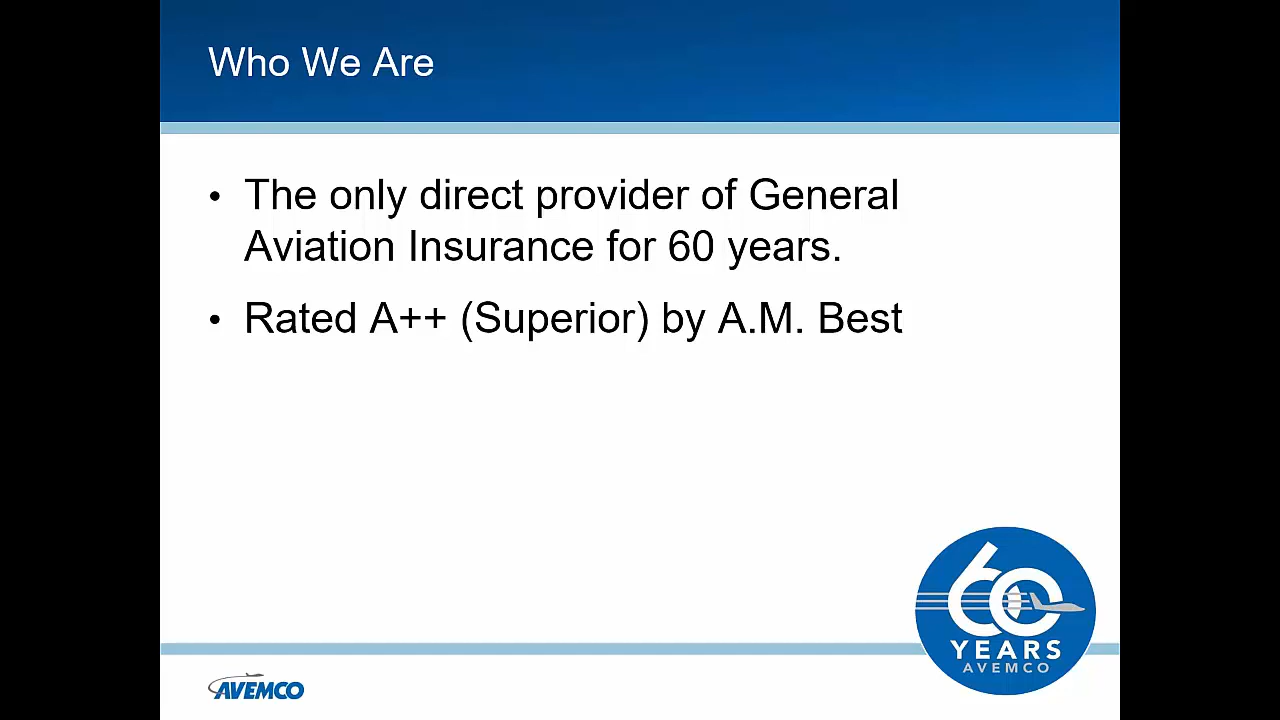 Who We Are
• The only direct provider of General
Aviation Insurance for 60 years.
• Rated A++ (Superior) by A.M. Best
60
YEARS
AVEMCO
AVEMCO